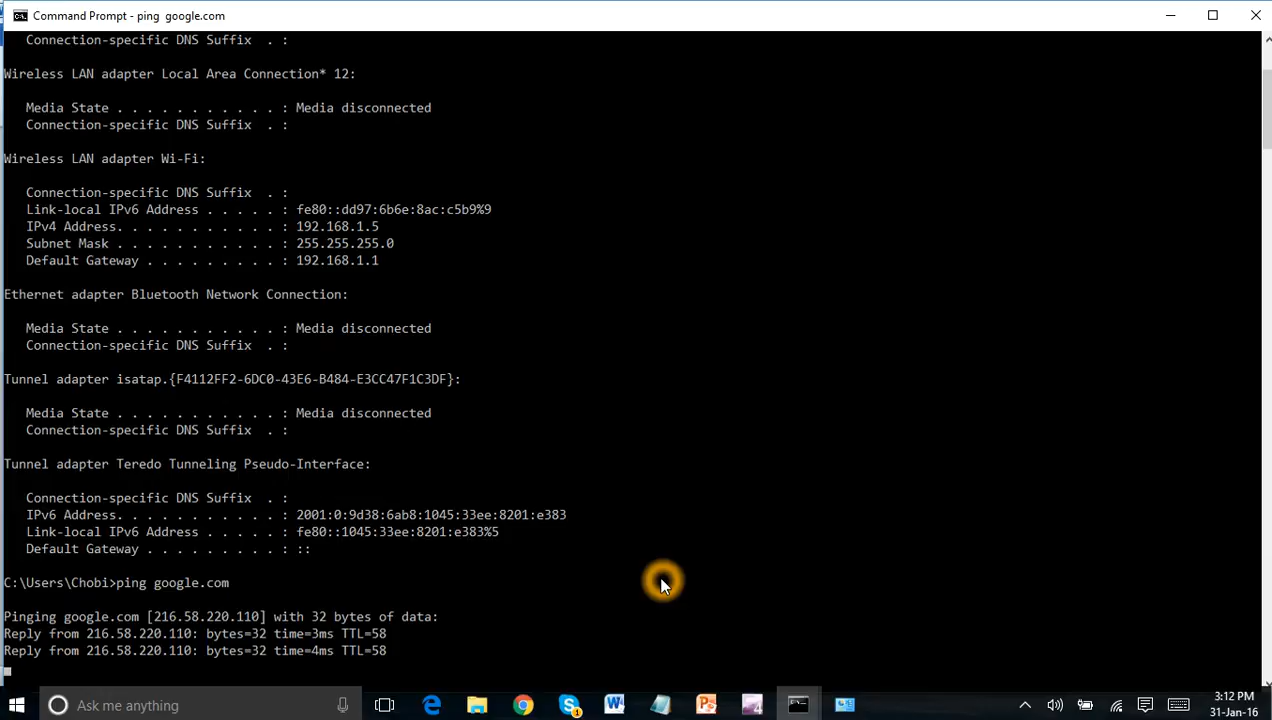 Command Prompt - ping  google.com
   Connection-specific DNS Suffix  . :
Wireless LAN adapter Local Area Connection* 12:
   Media State . . . . . . . . . . . : Media disconnected
   Connection-specific DNS Suffix  . :
Wireless LAN adapter Wi-Fi:
   Connection-specific DNS Suffix  . :
   Link-local IPv6 Address . . . . . : fe80::dd97:6b6e:8ac:c5b9%9
   IPv4 Address. . . . . . . . . . . : 192.168.1.5
   Subnet Mask . . . . . . . . . . . : 255.255.255.0
   Default Gateway . . . . . . . . . : 192.168.1.1
Ethernet adapter Bluetooth Network Connection:
   Media State . . . . . . . . . . . : Media disconnected
   Connection-specific DNS Suffix  . :
Tunnel adapter isatap.{F4112FF2-6DC0-43E6-B484-E3CC47F1C3DF}:
   Media State . . . . . . . . . . . : Media disconnected
   Connection-specific DNS Suffix  . :
Tunnel adapter Teredo Tunneling Pseudo-Interface:
   Connection-specific DNS Suffix  . :
   IPv6 Address. . . . . . . . . . . : 2001:0:9d38:6ab8:1045:33ee:8201:e383
   Link-local IPv6 Address . . . . . : fe80::1045:33ee:8201:e383%5
   Default Gateway . . . . . . . . . : ::
C:\Users\Chobi>ping google.com
Pinging google.com [216.58.220.110] with 32 bytes of data:
Reply from 216.58.220.110: bytes=32 time=3ms TTL=58
Reply from 216.58.220.110: bytes=32 time=4ms TTL=58
Ask me anything
3:12 PM
31-Jan-16